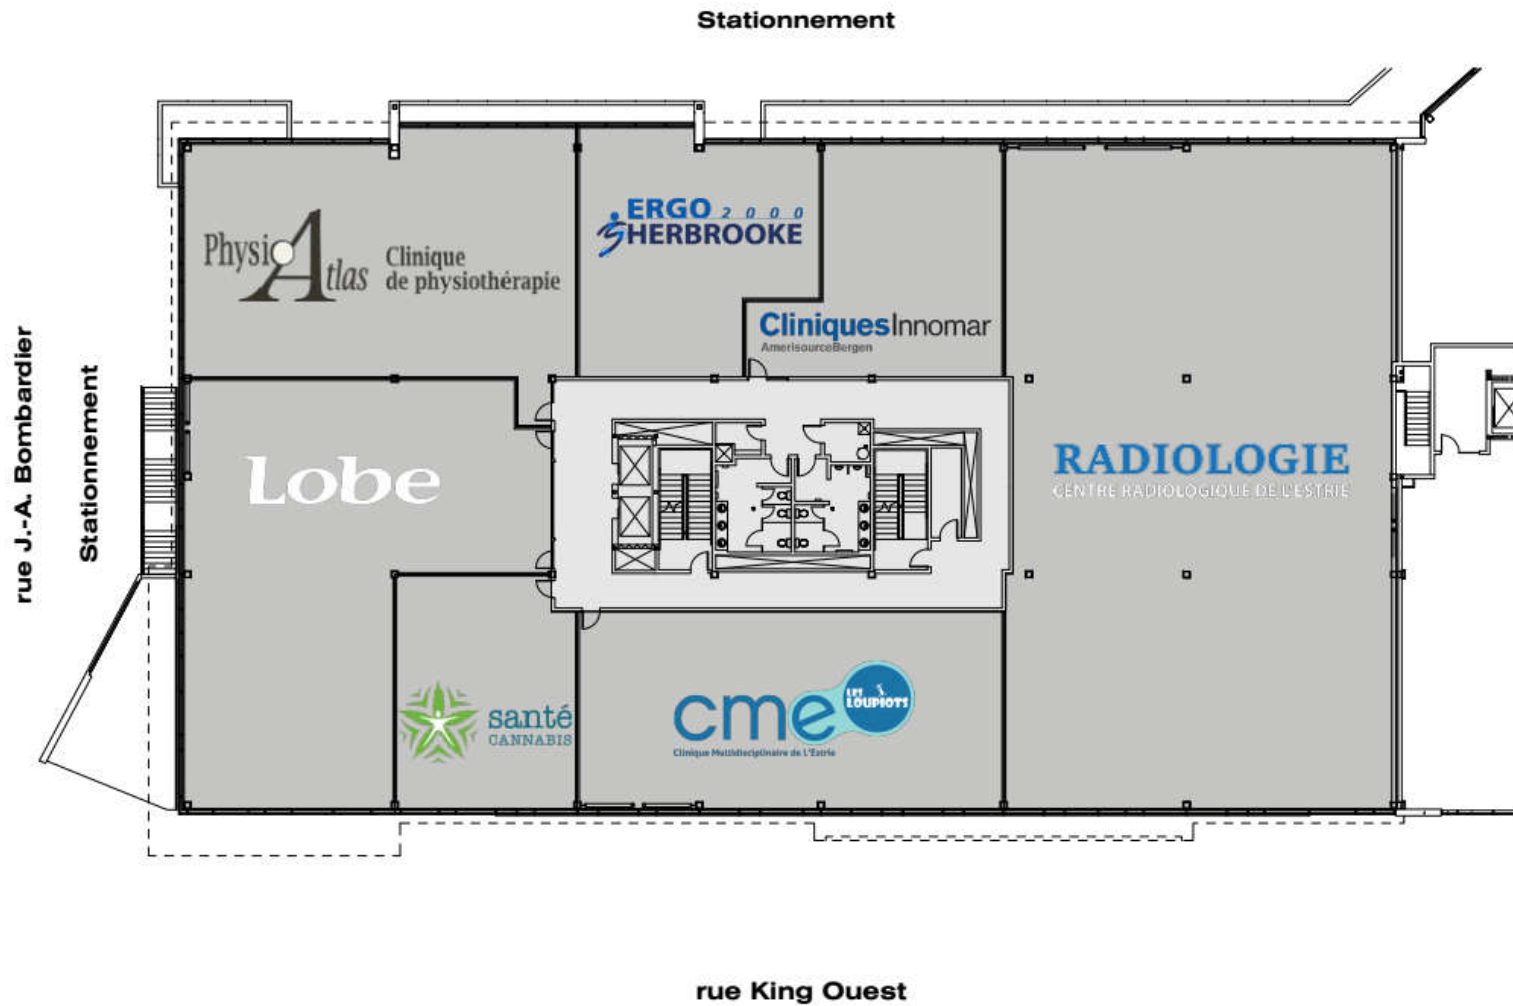 Stationnement
PhysioAtlas
Clinique
de physiothérapie
ERGO 2000
SHERBROOKE
CliniquesInnomar
AmerisourceBergen
rue J.-A. Bombardier
Stationnement
Lobe
RADIOLOGIE
CENTRE RADIOLOGIQUE DE L'ESTRIE
santé
CANNABIS
cme
LES
LOUPIOTS
Clinique Multidisciplinaire de L'Estrie
rue King Ouest